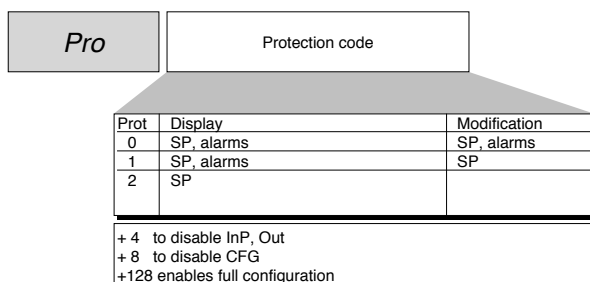 Pro Protection code
Prot Display Modification
0 SP, alarms SP, alarms
1 SP, alarms SP
2 SP
+ 4 to disable InP, Out
+ 8 to disable CFG
+128 enables full configuration